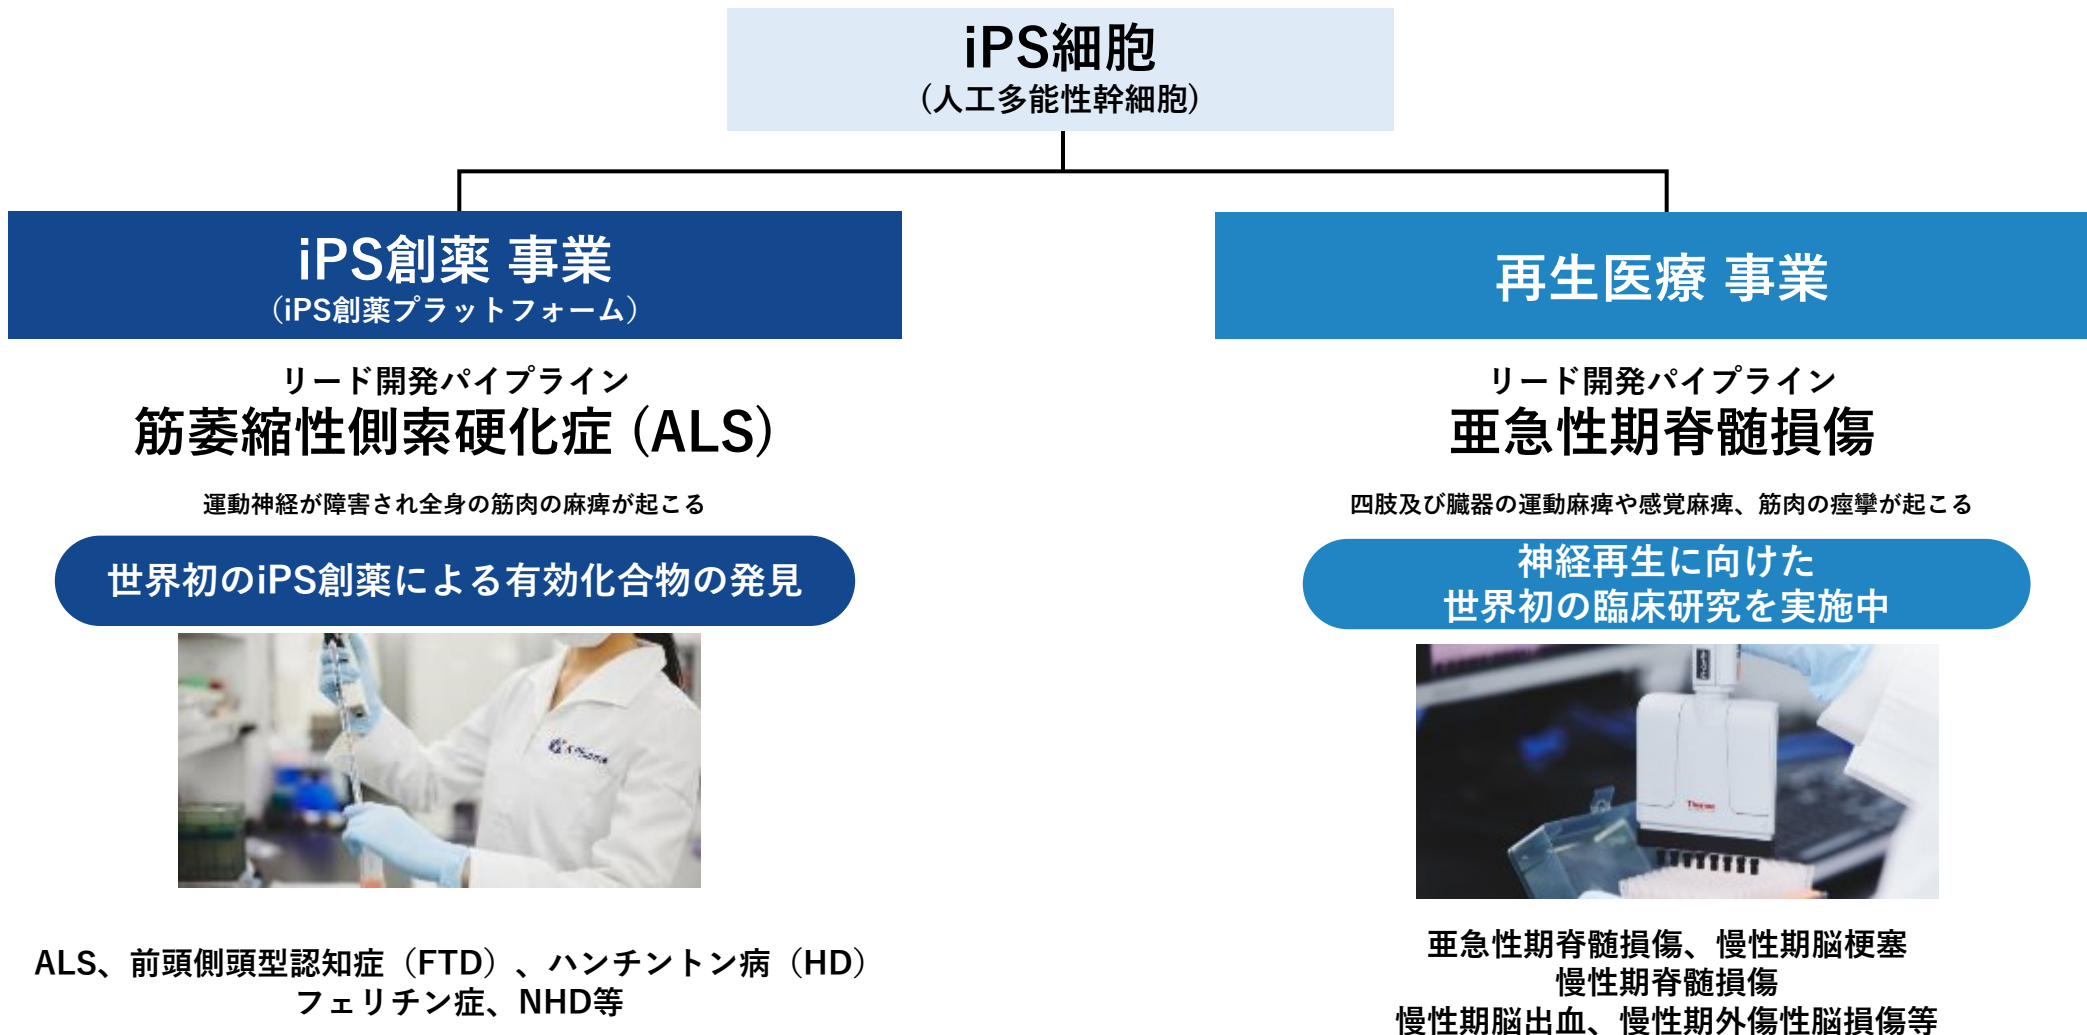 iPS細胞
(人工多能性幹細胞)
iPS創薬 事業
(iPS創薬プラットフォーム)
リード開発パイプライン
筋萎縮性側索硬化症 (ALS)
運動神経が障害され全身の筋肉の麻痺が起こる
世界初のiPS創薬による有効化合物の発見
ALS、前頭側頭型認知症（FTD）、ハンチントン病（HD）
フェリチン症、NHD等
再生医療 事業
リード開発パイプライン
亜急性期脊髄損傷
四肢及び臓器の運動麻痺や感覚麻痺、筋肉の痙攣が起こる
神経再生に向けた
世界初の臨床研究を実施中
Thermo
亜急性期脊髄損傷、慢性期脳梗塞
慢性期脊髄損傷
慢性期脳出血、慢性期外傷性脳損傷等